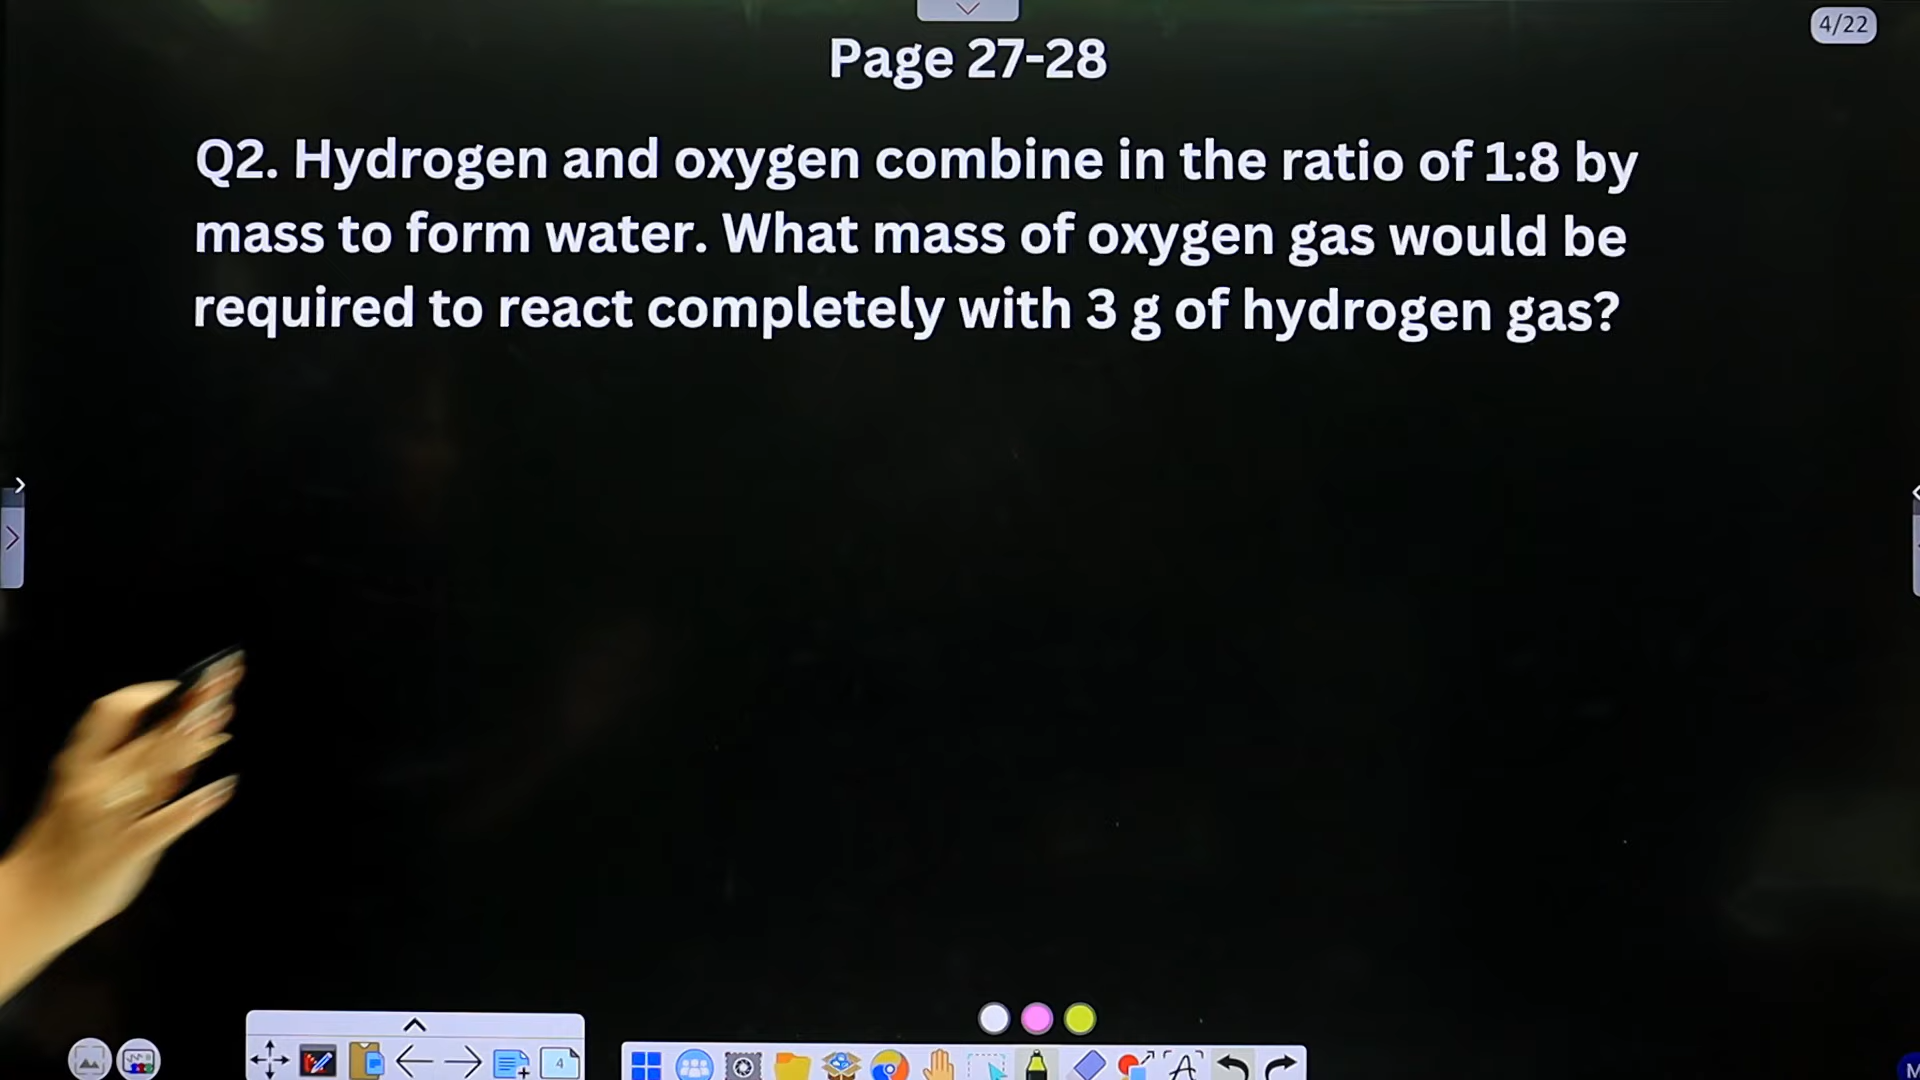 4/22
Page 27-28
Q2. Hydrogen and oxygen combine in the ratio of 1:8 by
mass to form water. What mass of oxygen gas would be
required to react completely with 3 g of hydrogen gas?
4
M